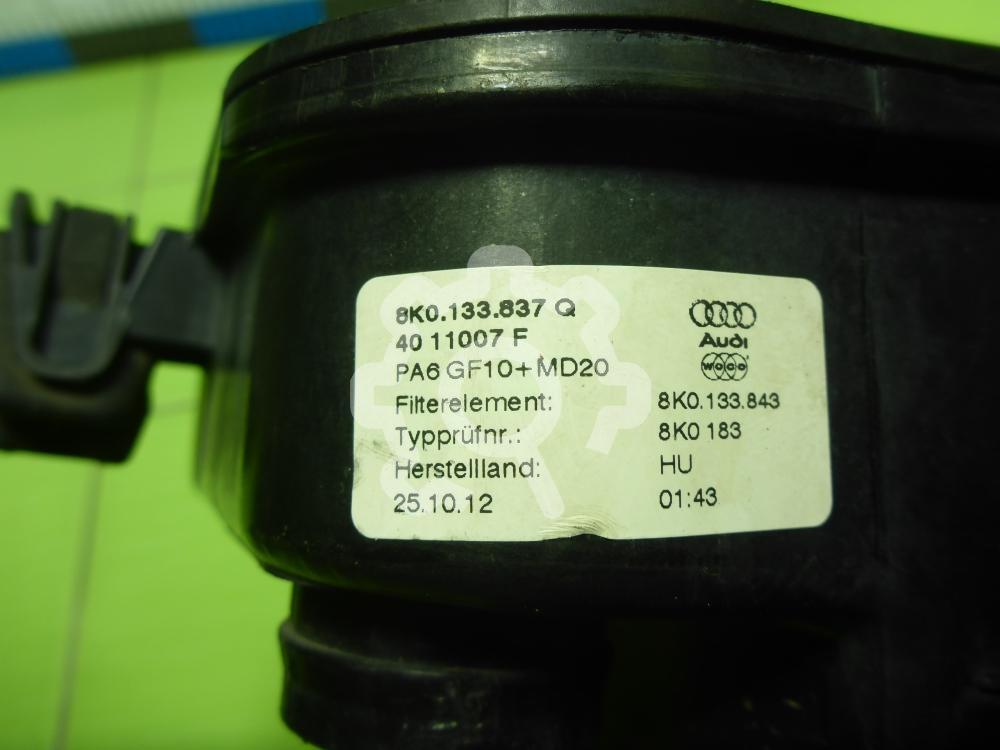 8K0.133.837 Q
40 11007 F
Audi
PA6 GF10+MD20
woco
Filterelement: 8K0.133.843
Typprüfnr.: 8K0 183
Herstellland: HU
25.10.12 01:43